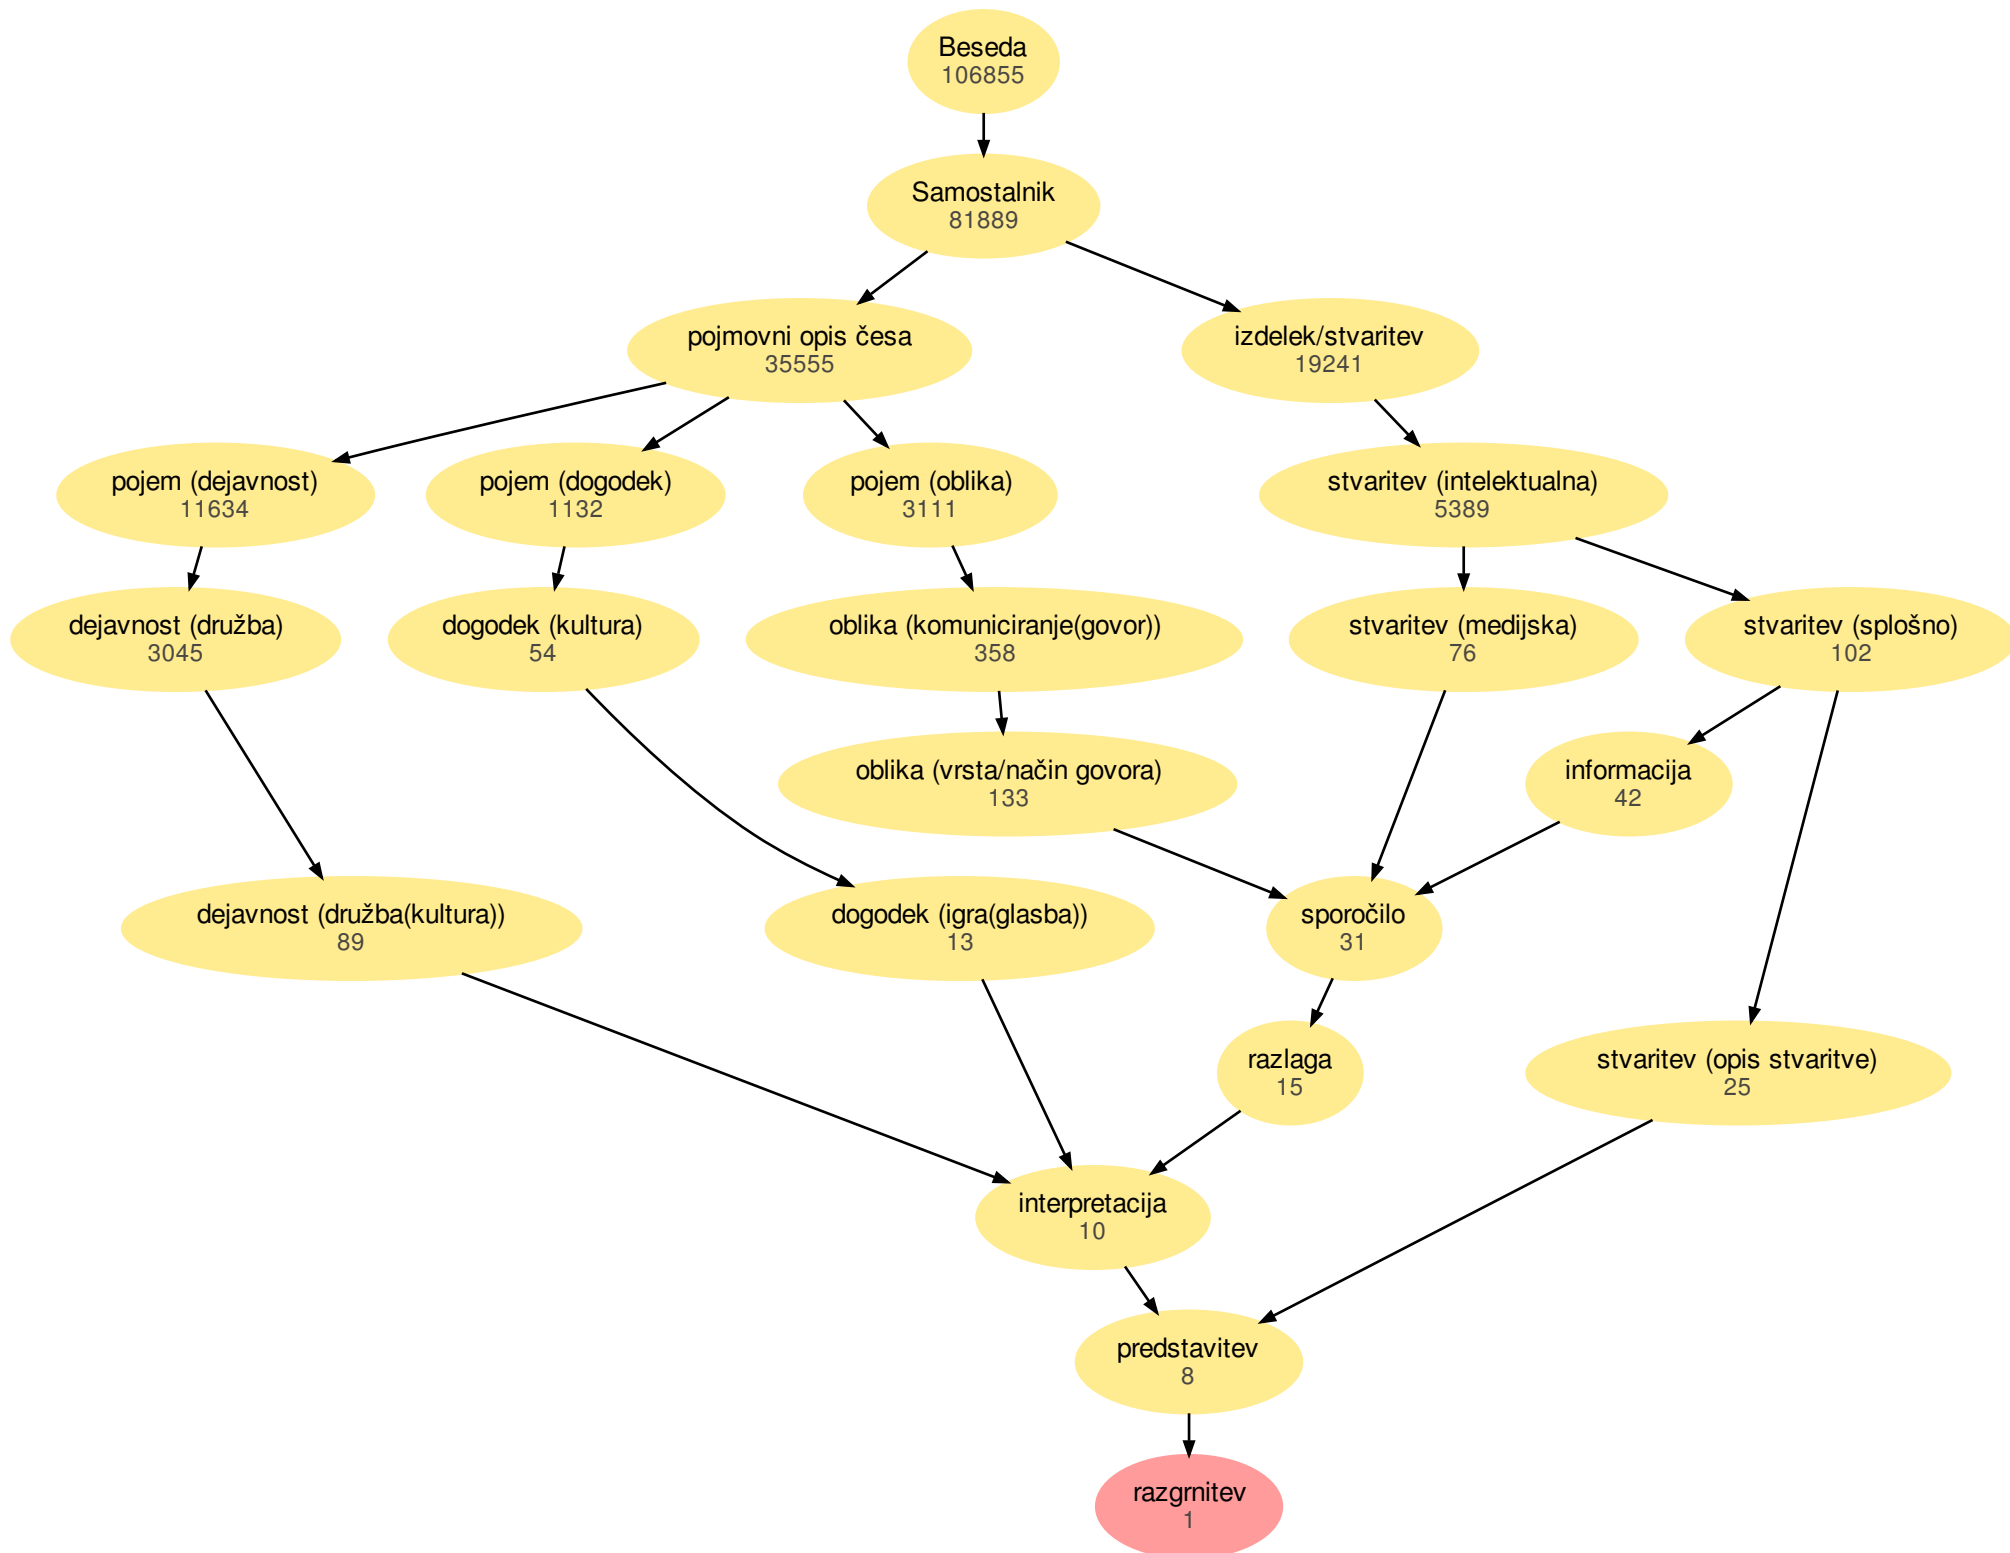 Beseda
106855
Samostalnik
81889
pojmovni opis česa
35555
izdelek/stvaritev
19241
pojem (dejavnost)
11634
pojem (dogodek)
1132
pojem (oblika)
3111
stvaritev (intelektualna)
5389
dejavnost (družba)
3045
dogodek (kultura)
54
oblika (komuniciranje(govor))
358
stvaritev (medijska)
76
stvaritev (splošno)
102
oblika (vrsta/način govora)
133
informacija
42
dejavnost (družba(kultura))
89
dogodek (igra(glasba))
13
sporočilo
31
razlaga
15
stvaritev (opis stvaritve)
25
interpretacija
10
predstavitev
8
razgrnitev
1